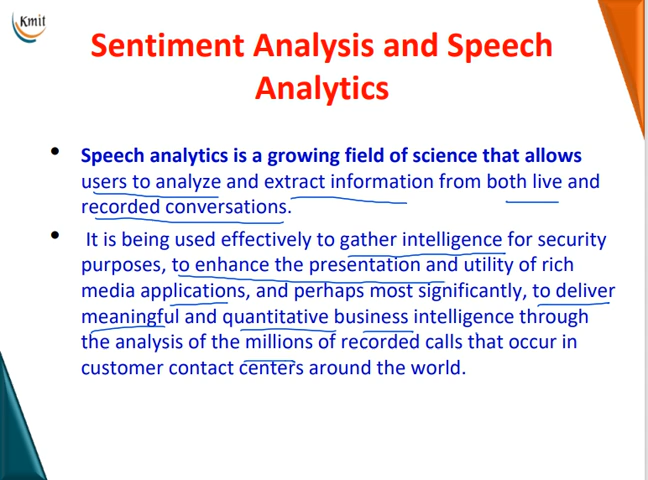 Kmit
Sentiment Analysis and Speech
Analytics
• Speech analytics is a growing field of science that allows
users to analyze and extract information from both live and
recorded conversations.
• It is being used effectively to gather intelligence for security
purposes, to enhance the presentation and utility of rich
media applications, and perhaps most significantly, to deliver
meaningful and quantitative business intelligence through
the analysis of the millions of recorded calls that occur in
customer contact centers around the world.